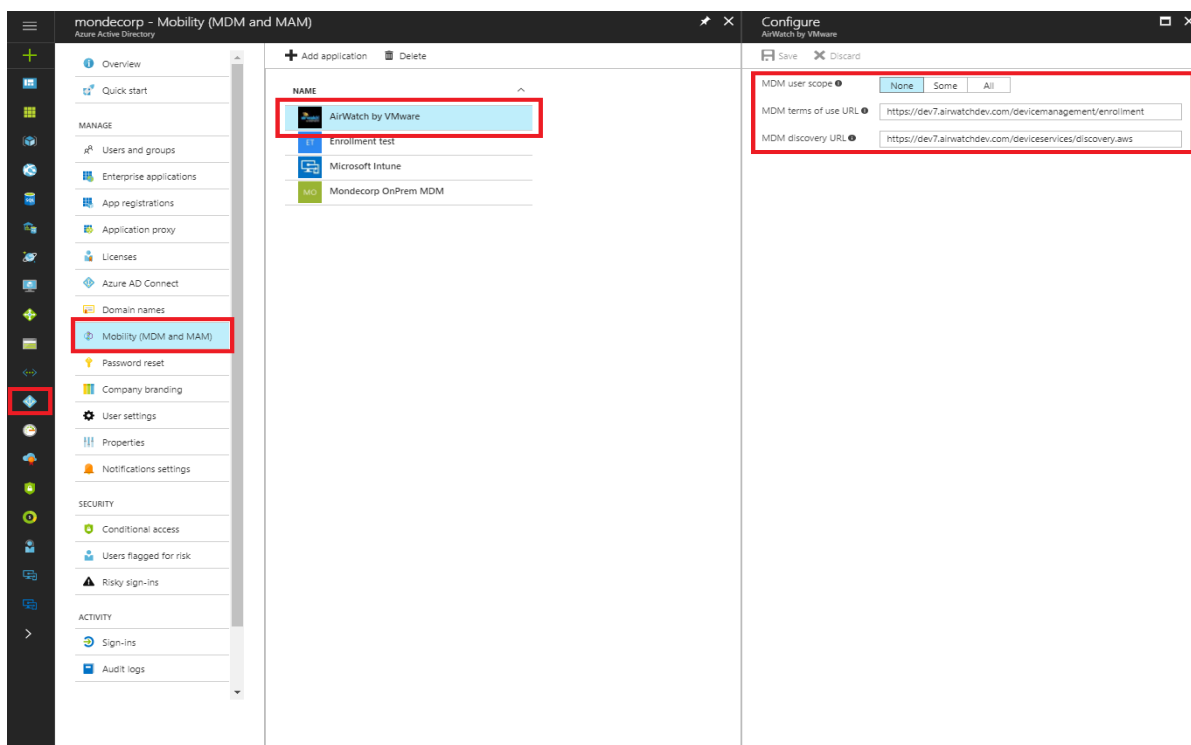 mondecorp - Mobility (MDM and MAM)
Azure Active Directory
Overview
Quick start
MANAGE
Users and groups
Enterprise applications
App registrations
Application proxy
Licenses
Azure AD Connect
Domain names
Mobility (MDM and MAM)
Password reset
Company branding
User settings
Properties
Notifications settings
SECURITY
Conditional access
Users flagged for risk
Risky sign-ins
ACTIVITY
Sign-ins
Audit logs
Add application Delete
NAME
AirWatch by VMware
ET Enrollment test
Microsoft Intune
MO Mondecorp OnPrem MDM
Configure
AirWatch by VMware
Save Discard
MDM user scope None Some All
MDM terms of use URL https://dev7.airwatchdev.com/devicemanagement/enrollment
MDM discovery URL https://dev7.airwatchdev.com/deviceservices/discovery.aws